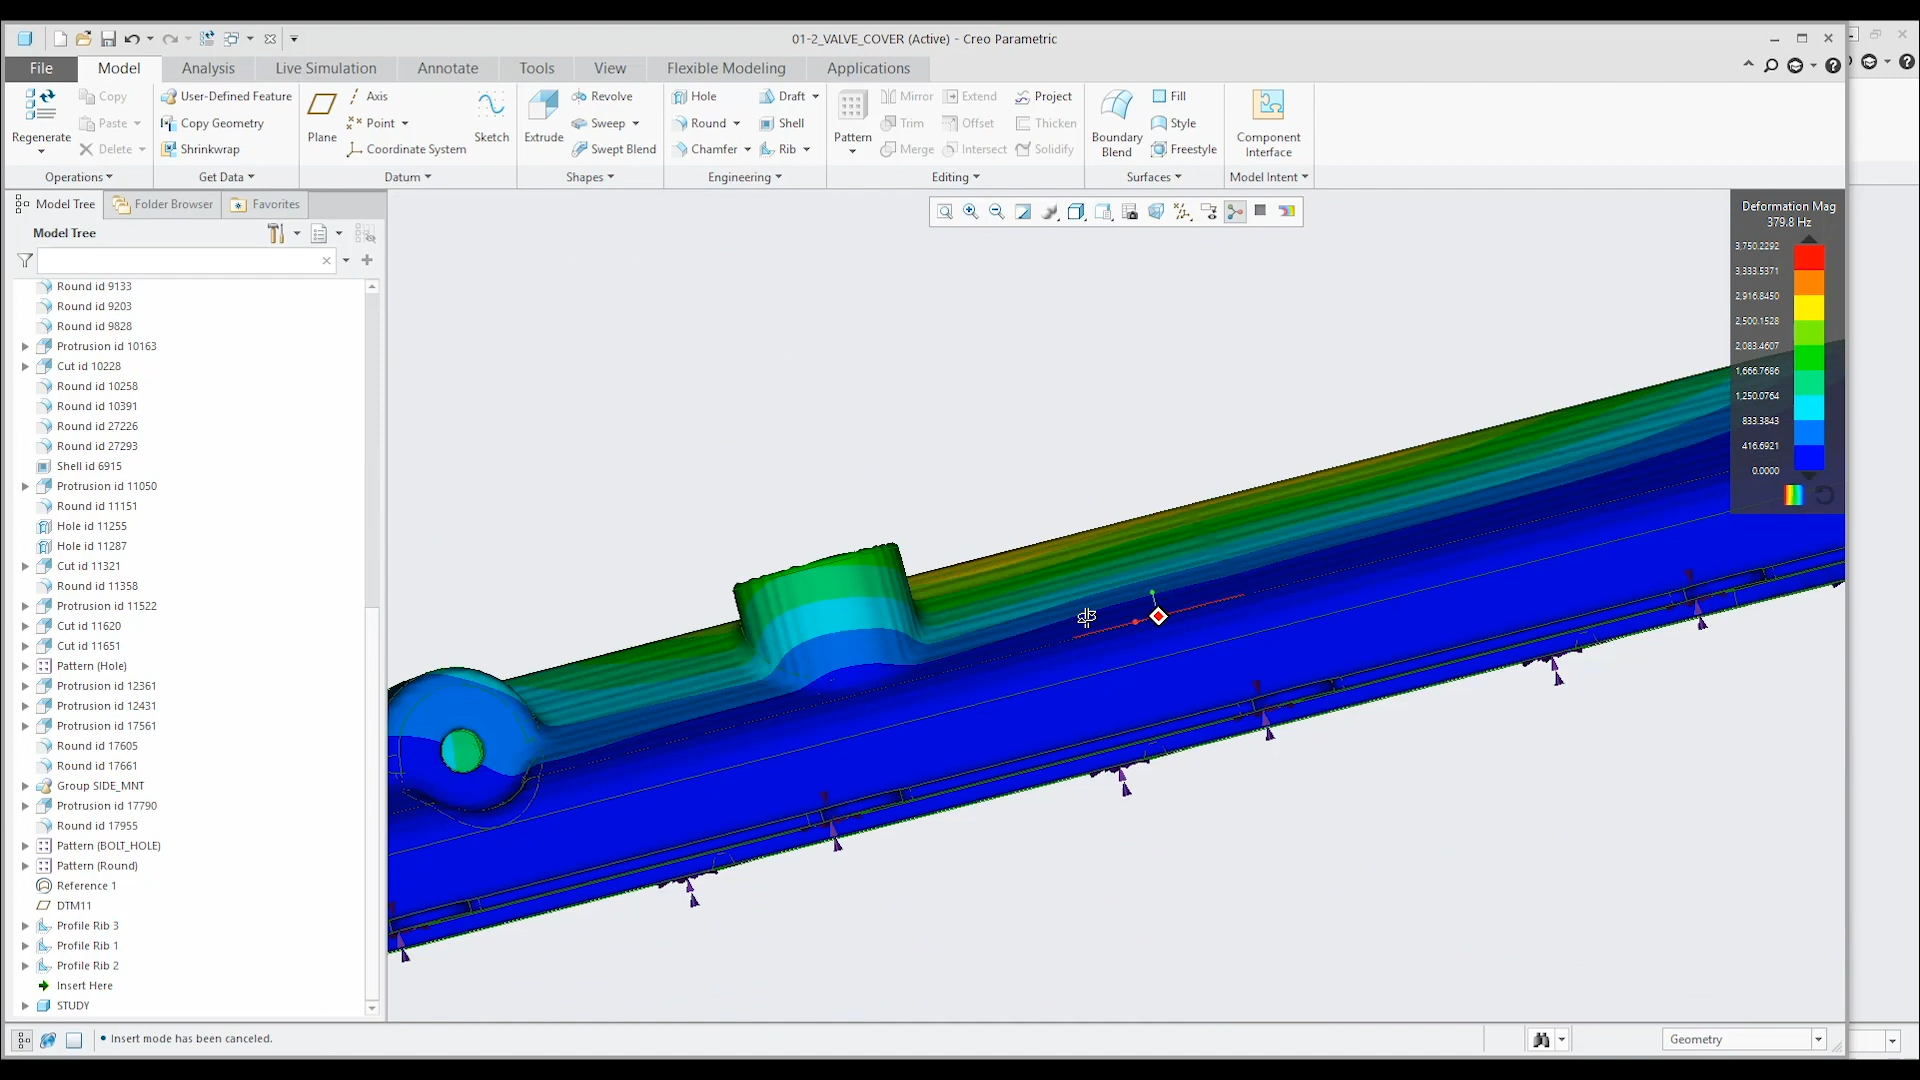 01-2_VALVE_COVER (Active) - Creo Parametric
File
Model
Analysis
Live Simulation
Annotate
Tools
View
Flexible Modeling
Applications
Regenerate
Copy
Paste
Delete
Operations
User-Defined Feature
Copy Geometry
Shrinkwrap
Get Data
Plane
Axis
Point
Coordinate System
Sketch
Datum
Extrude
Revolve
Sweep
Swept Blend
Shapes
Hole
Round
Chamfer
Draft
Shell
Rib
Engineering
Pattern
Mirror
Trim
Merge
Extend
Offset
Intersect
Project
Thicken
Solidify
Editing
Boundary
Blend
Fill
Style
Freestyle
Surfaces
Component
Interface
Model Intent
Model Tree
Folder Browser
Favorites
Model Tree
Round id 9133
Round id 9203
Round id 9828
Protrusion id 10163
Cut id 10228
Round id 10258
Round id 10391
Round id 27226
Round id 27293
Shell id 6915
Protrusion id 11050
Round id 11151
Hole id 11255
Hole id 11287
Cut id 11321
Round id 11358
Protrusion id 11522
Cut id 11620
Cut id 11651
Pattern (Hole)
Protrusion id 12361
Protrusion id 12431
Protrusion id 17561
Round id 17605
Round id 17661
Group SIDE_MNT
Protrusion id 17790
Round id 17955
Pattern (BOLT_HOLE)
Pattern (Round)
Reference 1
DTM11
Profile Rib 3
Profile Rib 1
Profile Rib 2
Insert Here
STUDY
Deformation Mag
379.8 Hz
3,750.2292
3,333.5371
2,916.8450
2,500.1528
2,083.4607
1,666.7686
1,250.0764
833.3843
416.6921
0.0000
• Insert mode has been canceled.
Geometry